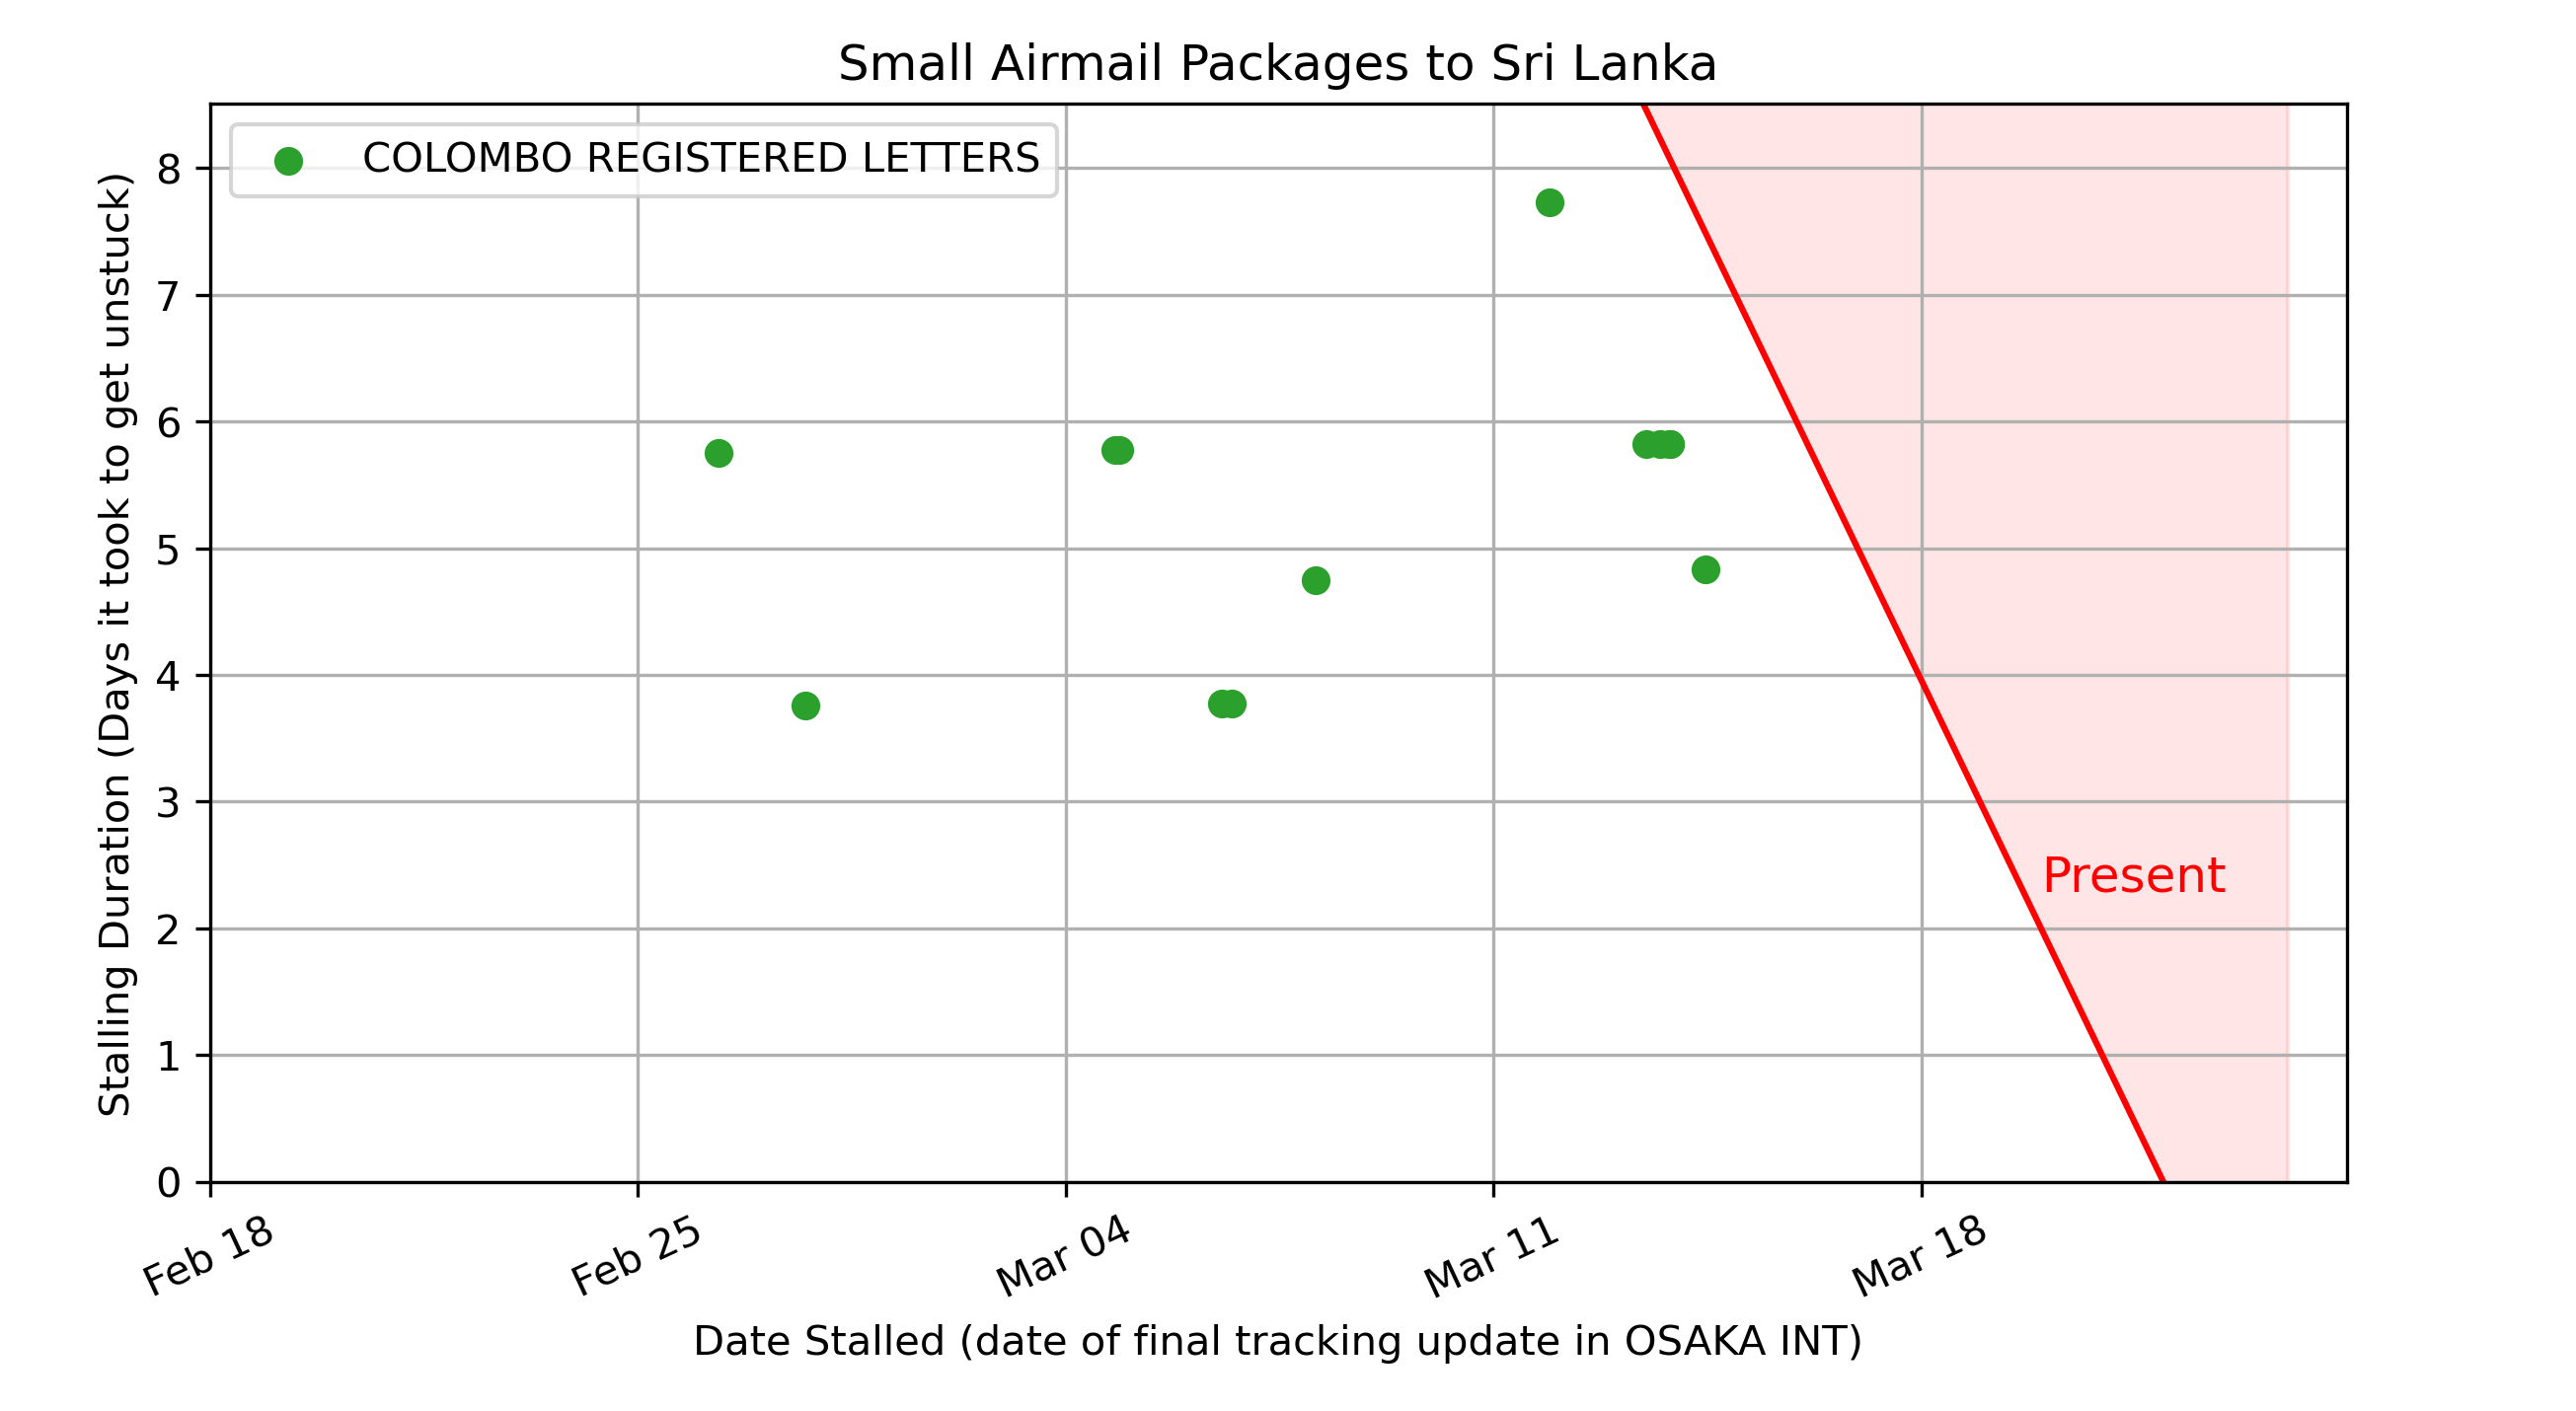 Small Airmail Packages to Sri Lanka
COLOMBO REGISTERED LETTERS
Stalling Duration (Days it took to get unstuck)
8
7
6
5
4
3
2
1
0
Present
Feb 18
Feb 25
Mar 04
Mar 11
Mar 18
Date Stalled (date of final tracking update in OSAKA INT)